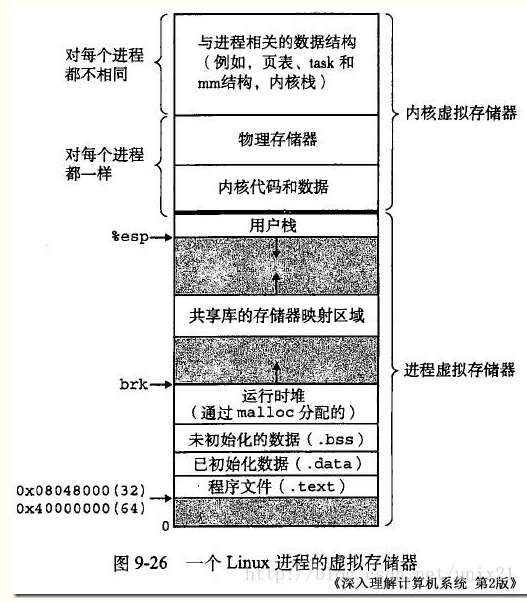 对每个进程
都不相同
与进程相关的数据结构
(例如，页表、task 和
mm结构，内核栈)
内核虚拟存储器
对每个进程
都一样
物理存储器
内核代码和数据
用户栈
%esp
共享库的存储器映射区域
进程虚拟存储器
brk
运行时堆
(通过 malloc 分配的)
未初始化的数据 (.bss)
已初始化数据 (.data)
程序文件 (.text)
0x08048000(32)
0x40000000(64)
0
图 9-26 一个 Linux 进程的虚拟存储器
《深入理解计算机系统 第2版》